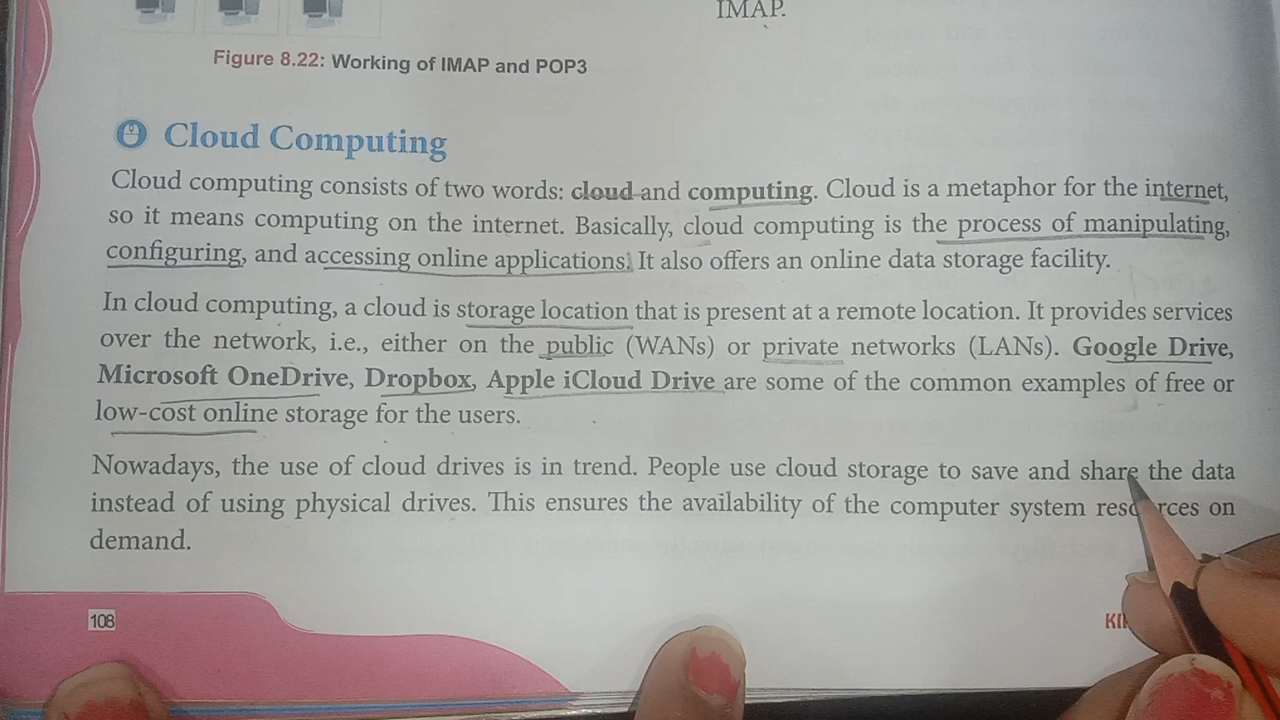 IMAP.
Figure 8.22: Working of IMAP and POP3
Cloud Computing
Cloud computing consists of two words: cloud and computing. Cloud is a metaphor for the internet,
so it means computing on the internet. Basically, cloud computing is the process of manipulating,
configuring, and accessing online applications. It also offers an online data storage facility.
In cloud computing, a cloud is storage location that is present at a remote location. It provides services
over the network, i.e., either on the public (WANs) or private networks (LANs). Google Drive,
Microsoft OneDrive, Dropbox, Apple iCloud Drive are some of the common examples of free or
low-cost online storage for the users.
Nowadays, the use of cloud drives is in trend. People use cloud storage to save and share the data
instead of using physical drives. This ensures the availability of the computer system resources on
demand.
108